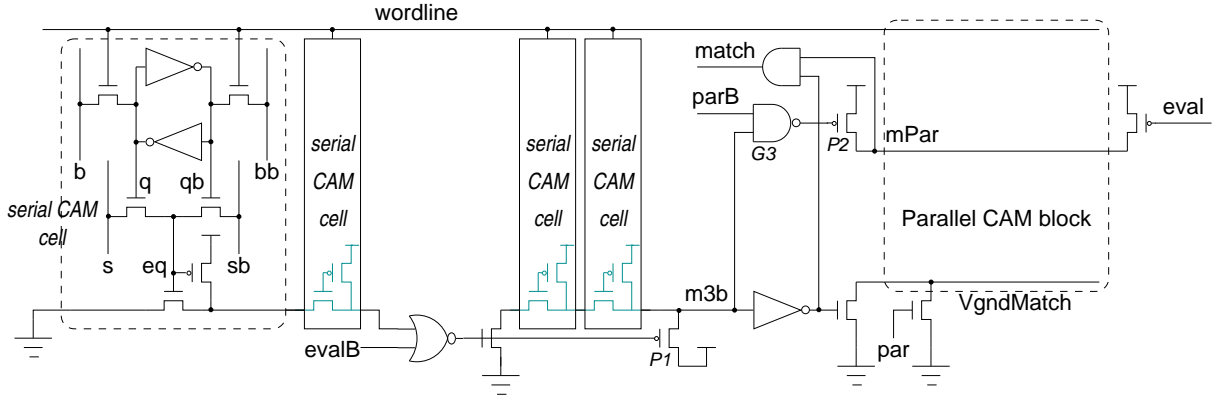 wordline
match
parB
eval
mPar
P2
G3
b
q
qb
bb
serial CAM
cell
serial
CAM
cell
serial
CAM
cell
serial
CAM
cell
Parallel CAM block
s
eq
sb
m3b
VgndMatch
evalB
P1
par